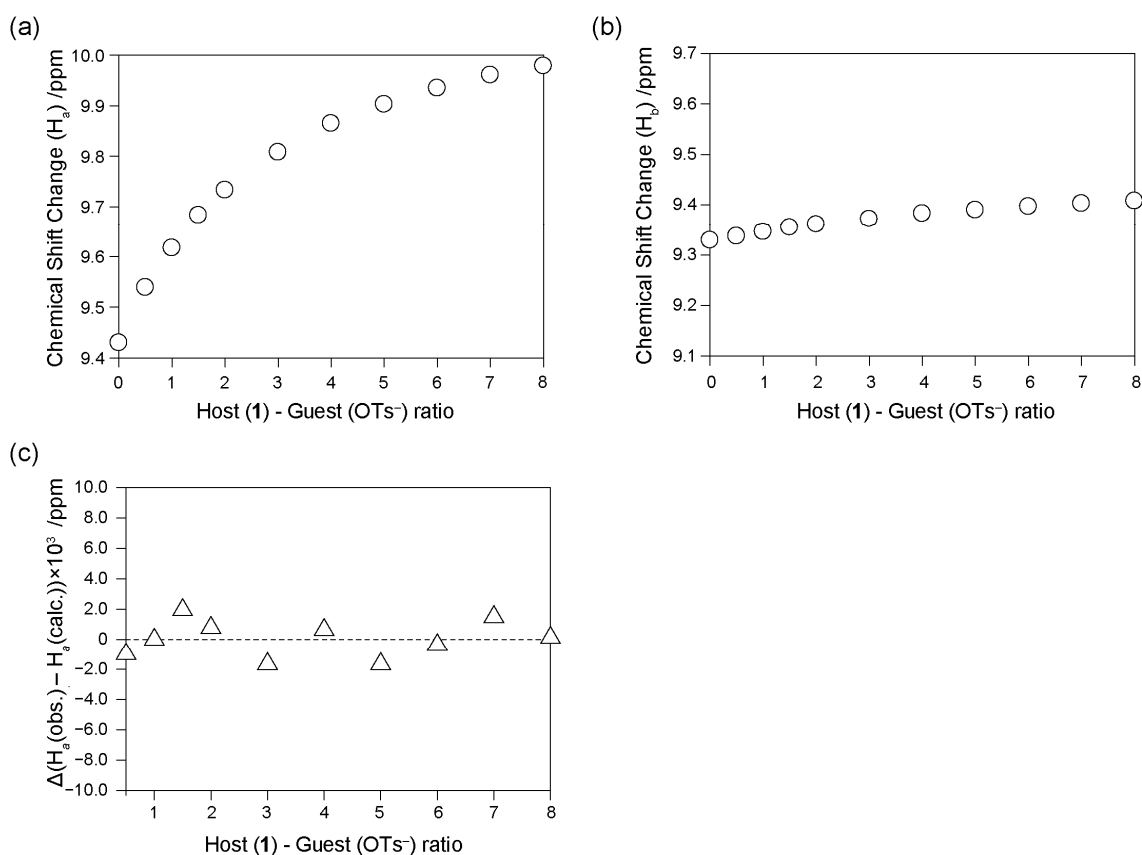 (a)
Chemical Shift Change (Ha) /ppm
10.0
9.9
9.8
9.7
9.6
9.5
9.4
0 1 2 3 4 5 6 7 8
Host (1) - Guest (OTs–) ratio
(b)
Chemical Shift Change (Hb) /ppm
9.7
9.6
9.5
9.4
9.3
9.2
9.1
0 1 2 3 4 5 6 7 8
Host (1) - Guest (OTs–) ratio
(c)
Δ(Ha(obs.) – Ha(calc.))×10³ /ppm
10.0
8.0
6.0
4.0
2.0
0
−2.0
−4.0
−6.0
−8.0
−10.0
1 2 3 4 5 6 7 8
Host (1) - Guest (OTs–) ratio